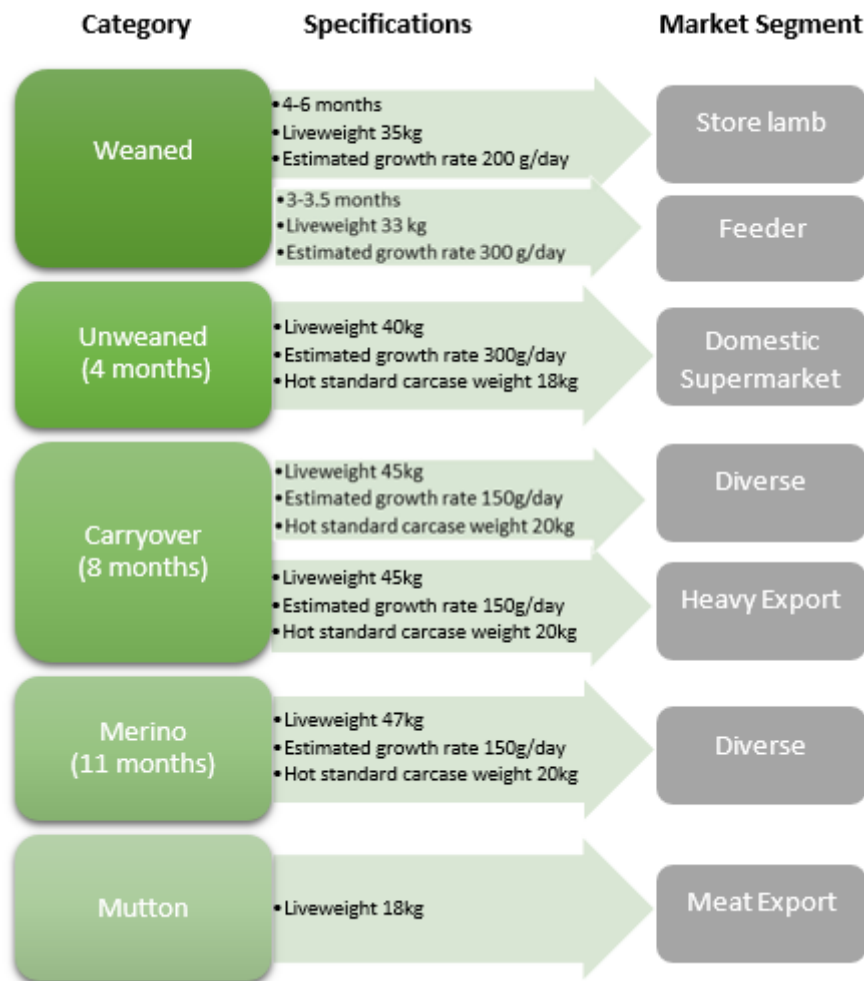 Category Specifications Market Segment
Weaned
•4-6 months
•Liveweight 35kg
•Estimated growth rate 200 g/day
Store lamb
•3-3.5 months
•Liveweight 33 kg
•Estimated growth rate 300 g/day
Feeder
Unweaned
(4 months)
•Liveweight 40kg
•Estimated growth rate 300g/day
•Hot standard carcase weight 18kg
Domestic
Supermarket
Carryover
(8 months)
•Liveweight 45kg
•Estimated growth rate 150g/day
•Hot standard carcase weight 20kg
Diverse
•Liveweight 45kg
•Estimated growth rate 150g/day
•Hot standard carcase weight 20kg
Heavy Export
Merino
(11 months)
•Liveweight 47kg
•Estimated growth rate 150g/day
•Hot standard carcase weight 20kg
Diverse
Mutton
•Liveweight 18kg
Meat Export